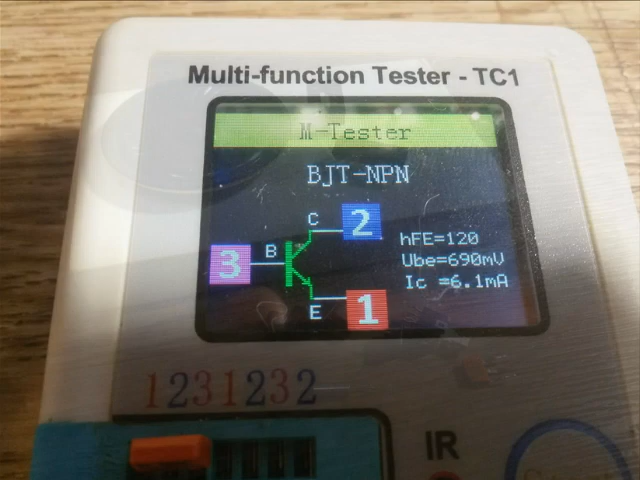 Multi-function Tester - TC1
M-Tester
BJT-NPN
C
2
hFE=120
3
B
Ube=690mV
Ic =6.1mA
E
1
1231232
IR